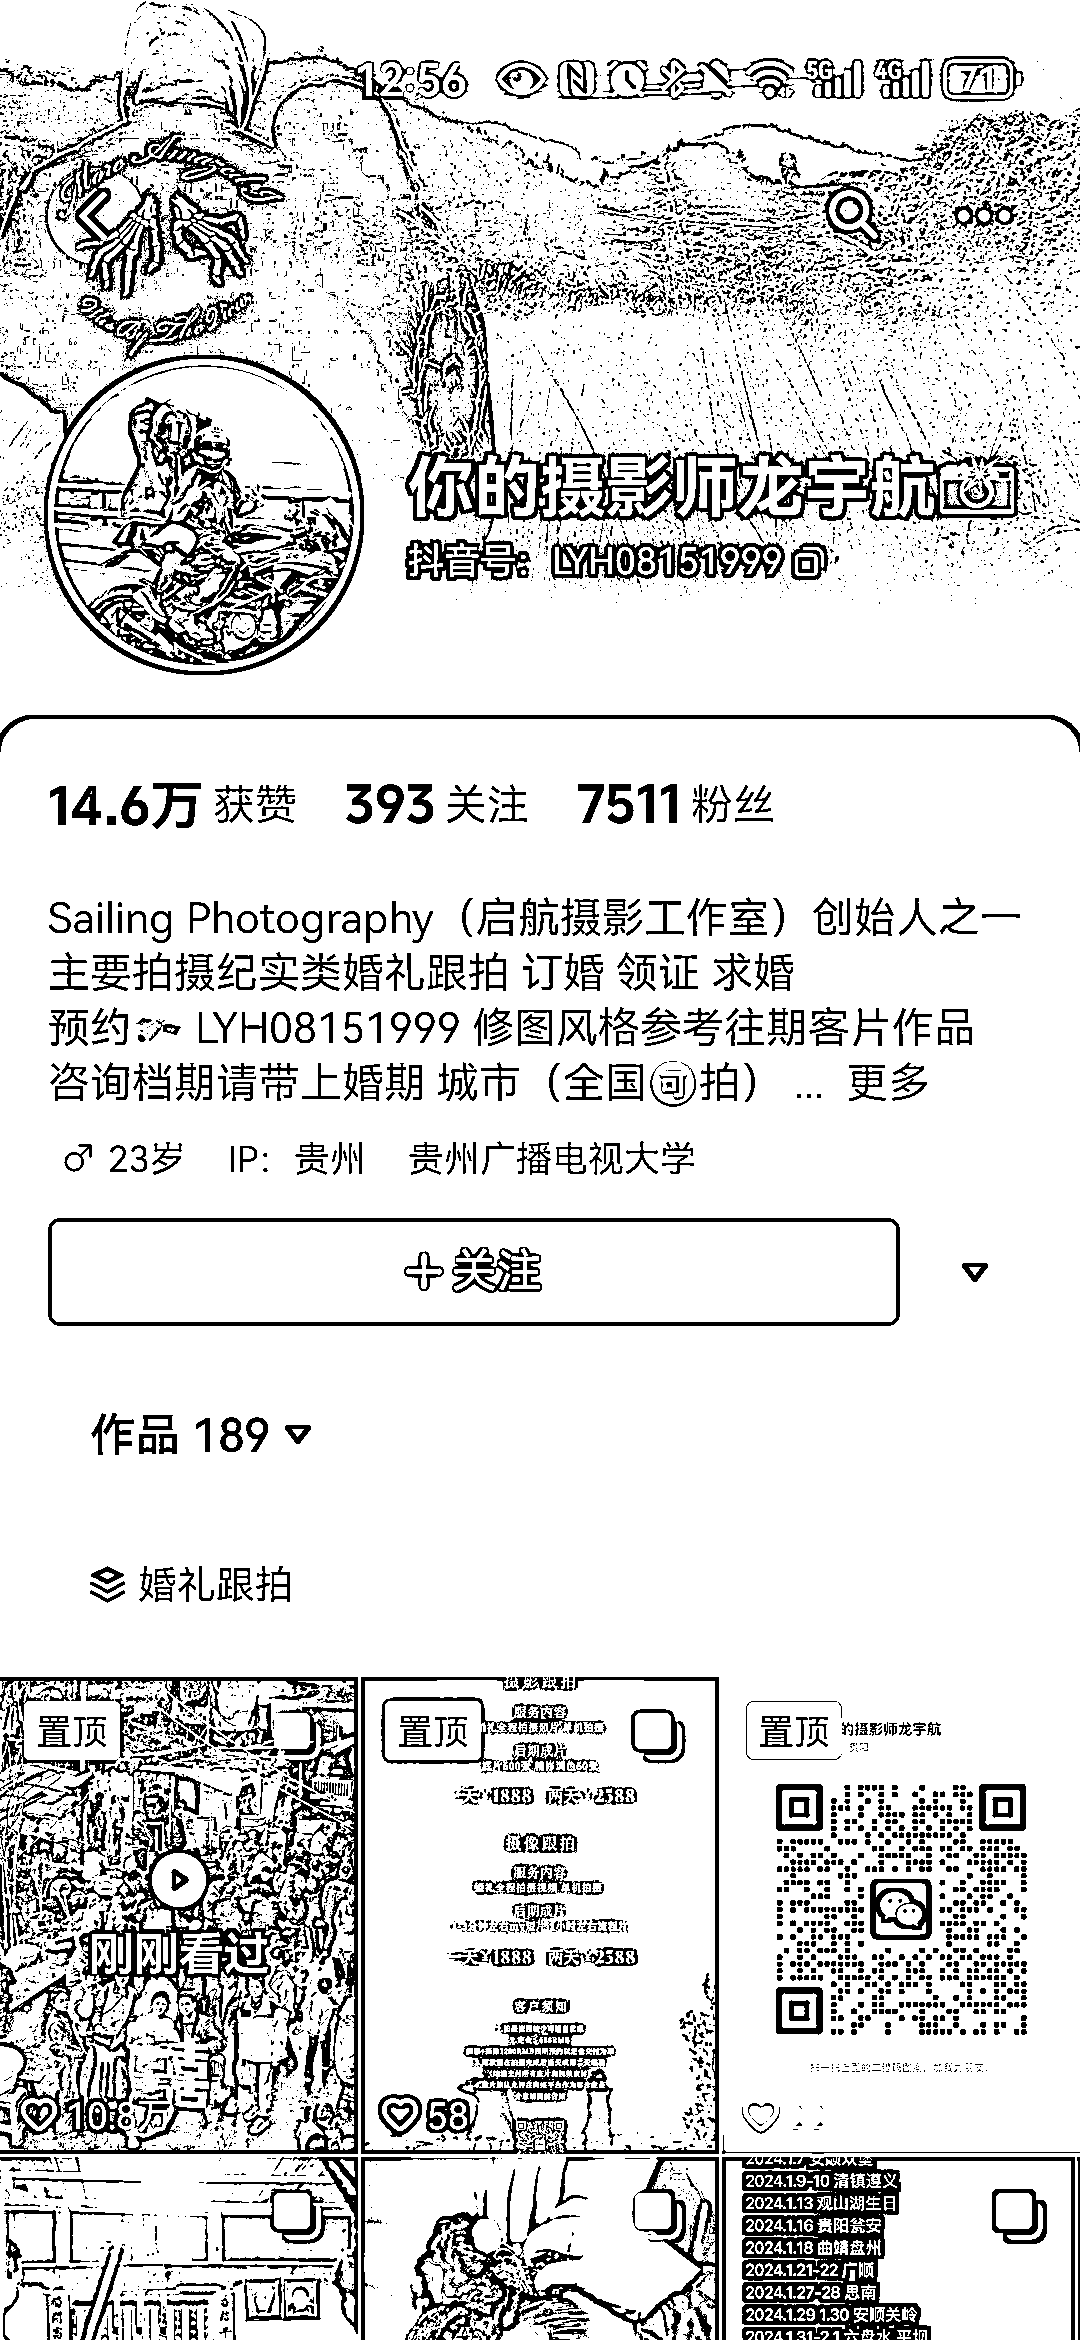 12:56 5G 4G 71
你的摄影师龙宇航📷
抖音号：LYH08151999
14.6万 获赞 393 关注 7511 粉丝
Sailing Photography（启航摄影工作室）创始人之一
主要拍摄纪实类婚礼跟拍 订婚 领证 求婚
预约 LYH08151999 修图风格参考往期客片作品
咨询档期请带上婚期 城市（全国可拍） ... 更多
♂ 23岁 IP：贵州 贵州广播电视大学
＋关注
作品 189
婚礼跟拍
置顶
刚刚看过
10.8万
置顶
摄影跟拍
服务内容
后期成片
一天¥1888 两天¥2588
摄像跟拍
服务内容
后期成片
一天¥1888 两天¥2588
客户须知
58
置顶
的摄影师龙宇航
2024.1.9-10 清镇遵义
2024.1.13 观山湖生日
2024.1.16 贵阳瓮安
2024.1.18 曲靖盘州
2024.1.21-22 广顺
2024.1.27-28 思南
2024.1.29 1.30 安顺关岭